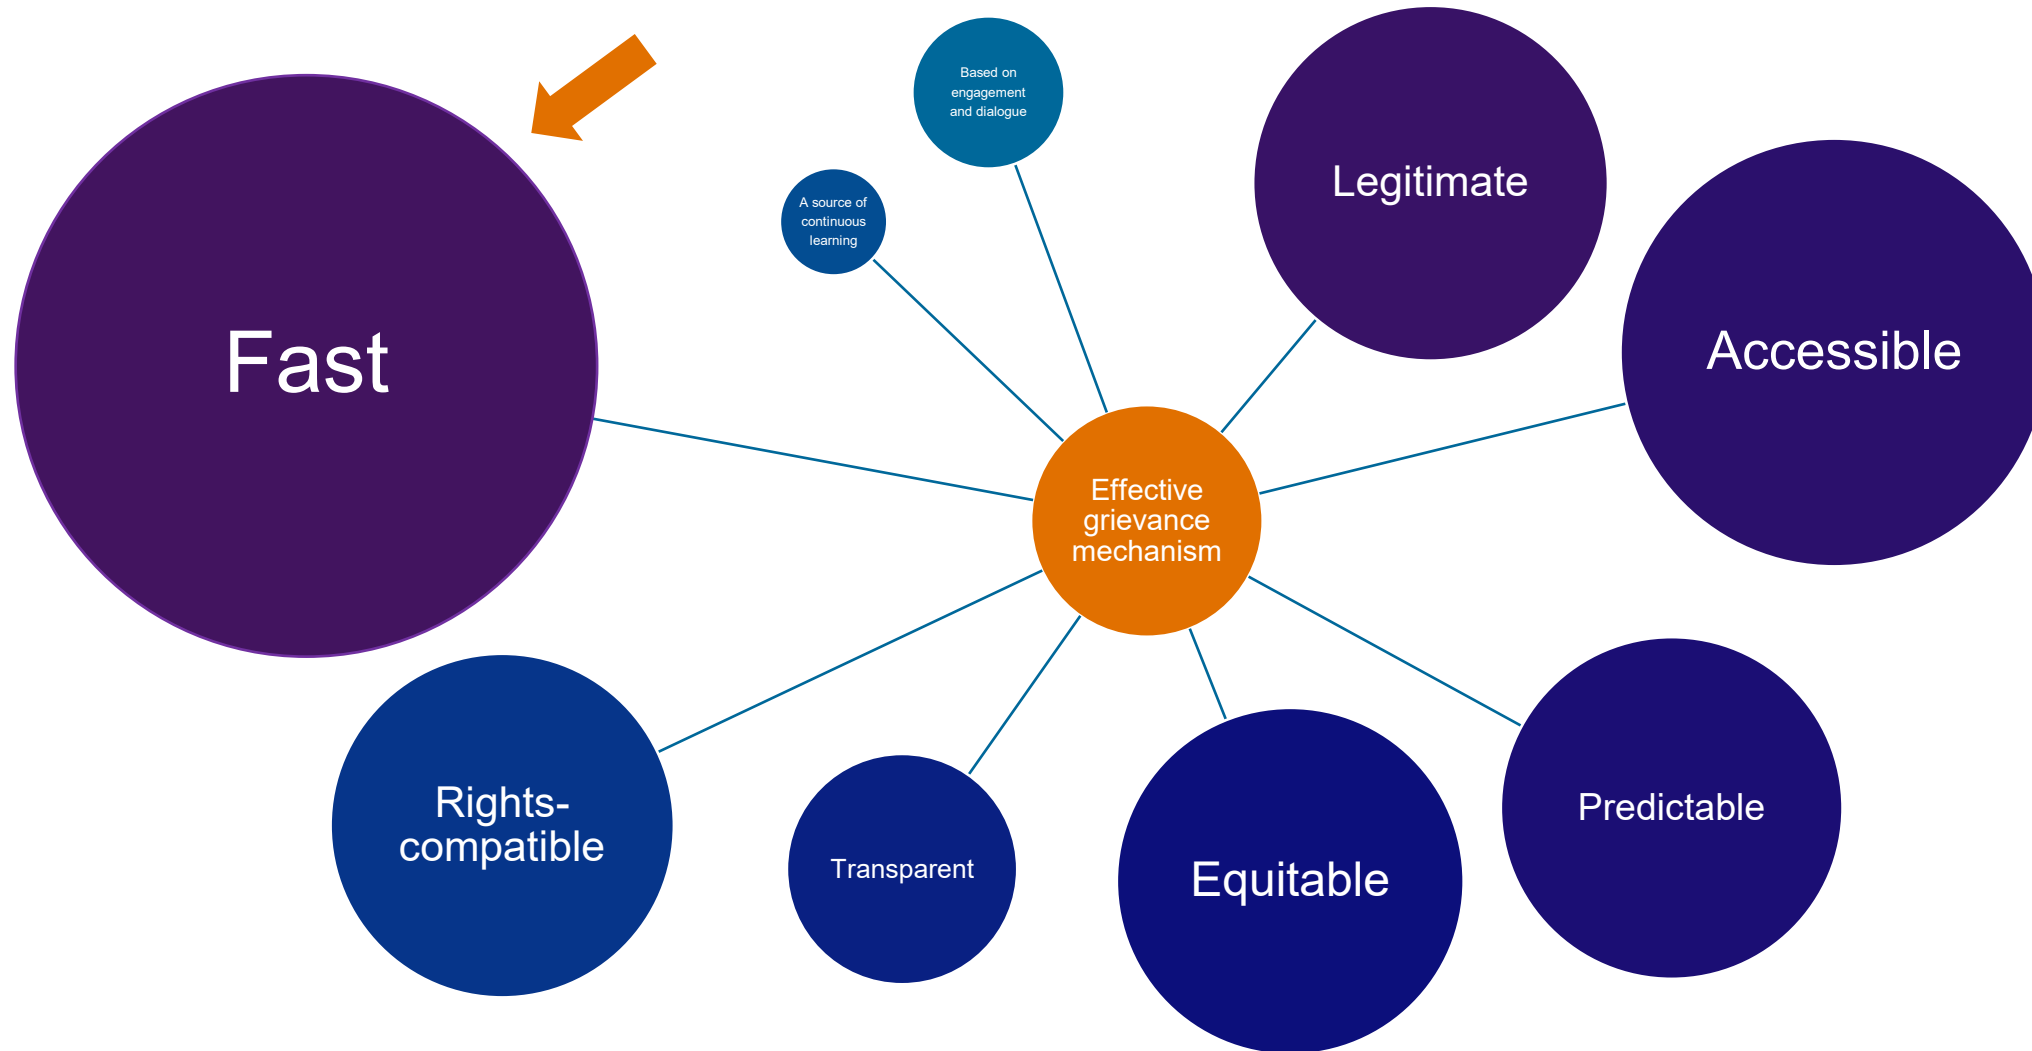 Based on
engagement
and dialogue
A source of
continuous
learning
Legitimate
Accessible
Fast
Effective
grievance
mechanism
Rights-
compatible
Transparent
Equitable
Predictable